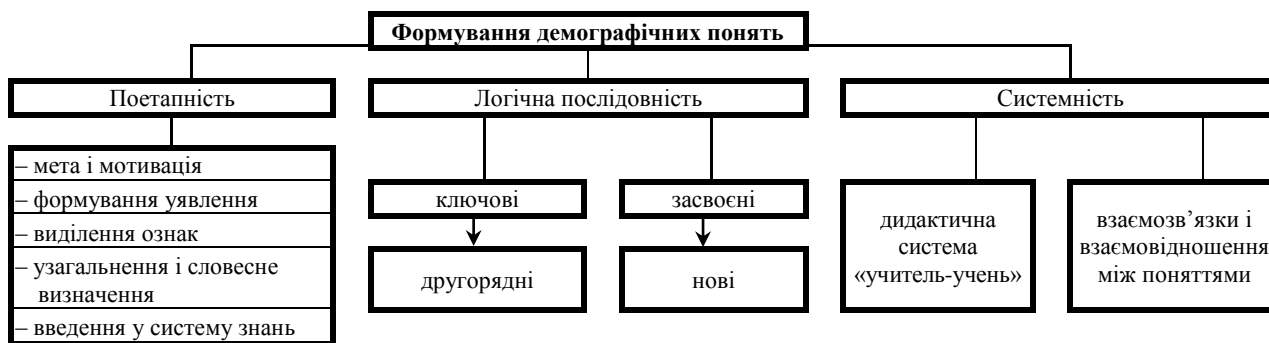 Формування демографічних понять
Поетапність
Логічна послідовність
Системність
– мета і мотивація
– формування уявлення
– виділення ознак
– узагальнення і словесне
визначення
– введення у систему знань
ключові
засвоєні
другорядні
нові
дидактична
система
«учитель-учень»
взаємозв’язки і
взаємовідношення
між поняттями